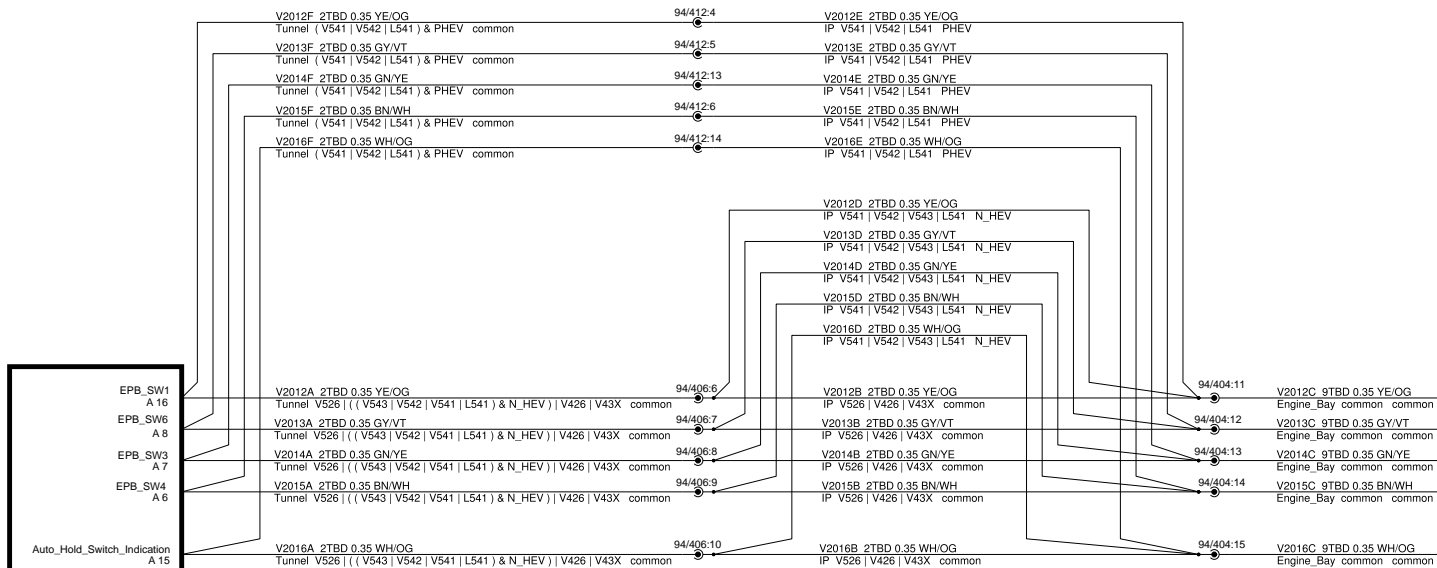 V2012F 2TBD 0.35 YE/OG 94/412:4 V2012E 2TBD 0.35 YE/OG
Tunnel ( V541 | V542 | L541 ) & PHEV common IP V541 | V542 | L541 PHEV
V2013F 2TBD 0.35 GY/VT 94/412:5 V2013E 2TBD 0.35 GY/VT
Tunnel ( V541 | V542 | L541 ) & PHEV common IP V541 | V542 | L541 PHEV
V2014F 2TBD 0.35 GN/YE 94/412:13 V2014E 2TBD 0.35 GN/YE
Tunnel ( V541 | V542 | L541 ) & PHEV common IP V541 | V542 | L541 PHEV
V2015F 2TBD 0.35 BN/WH 94/412:6 V2015E 2TBD 0.35 BN/WH
Tunnel ( V541 | V542 | L541 ) & PHEV common IP V541 | V542 | L541 PHEV
V2016F 2TBD 0.35 WH/OG 94/412:14 V2016E 2TBD 0.35 WH/OG
Tunnel ( V541 | V542 | L541 ) & PHEV common IP V541 | V542 | L541 PHEV
V2012D 2TBD 0.35 YE/OG
IP V541 | V542 | V543 | L541 N_HEV
V2013D 2TBD 0.35 GY/VT
IP V541 | V542 | V543 | L541 N_HEV
V2014D 2TBD 0.35 GN/YE
IP V541 | V542 | V543 | L541 N_HEV
V2015D 2TBD 0.35 BN/WH
IP V541 | V542 | V543 | L541 N_HEV
V2016D 2TBD 0.35 WH/OG
IP V541 | V542 | V543 | L541 N_HEV
EPB_SW1 V2012A 2TBD 0.35 YE/OG 94/406:6 V2012B 2TBD 0.35 YE/OG 94/404:11 V2012C 9TBD 0.35 YE/OG
A 16 Tunnel V526 | ( ( V543 | V542 | V541 | L541 ) & N_HEV ) | V426 | V43X common IP V526 | V426 | V43X common Engine_Bay common common
EPB_SW6 V2013A 2TBD 0.35 GY/VT 94/406:7 V2013B 2TBD 0.35 GY/VT 94/404:12 V2013C 9TBD 0.35 GY/VT
A 8 Tunnel V526 | ( ( V543 | V542 | V541 | L541 ) & N_HEV ) | V426 | V43X common IP V526 | V426 | V43X common Engine_Bay common common
EPB_SW3 V2014A 2TBD 0.35 GN/YE 94/406:8 V2014B 2TBD 0.35 GN/YE 94/404:13 V2014C 9TBD 0.35 GN/YE
A 7 Tunnel V526 | ( ( V543 | V542 | V541 | L541 ) & N_HEV ) | V426 | V43X common IP V526 | V426 | V43X common Engine_Bay common common
EPB_SW4 V2015A 2TBD 0.35 BN/WH 94/406:9 V2015B 2TBD 0.35 BN/WH 94/404:14 V2015C 9TBD 0.35 BN/WH
A 6 Tunnel V526 | ( ( V543 | V542 | V541 | L541 ) & N_HEV ) | V426 | V43X common IP V526 | V426 | V43X common Engine_Bay common common
Auto_Hold_Switch_Indication V2016A 2TBD 0.35 WH/OG 94/406:10 V2016B 2TBD 0.35 WH/OG 94/404:15 V2016C 9TBD 0.35 WH/OG
A 15 Tunnel V526 | ( ( V543 | V542 | V541 | L541 ) & N_HEV ) | V426 | V43X common IP V526 | V426 | V43X common Engine_Bay common common